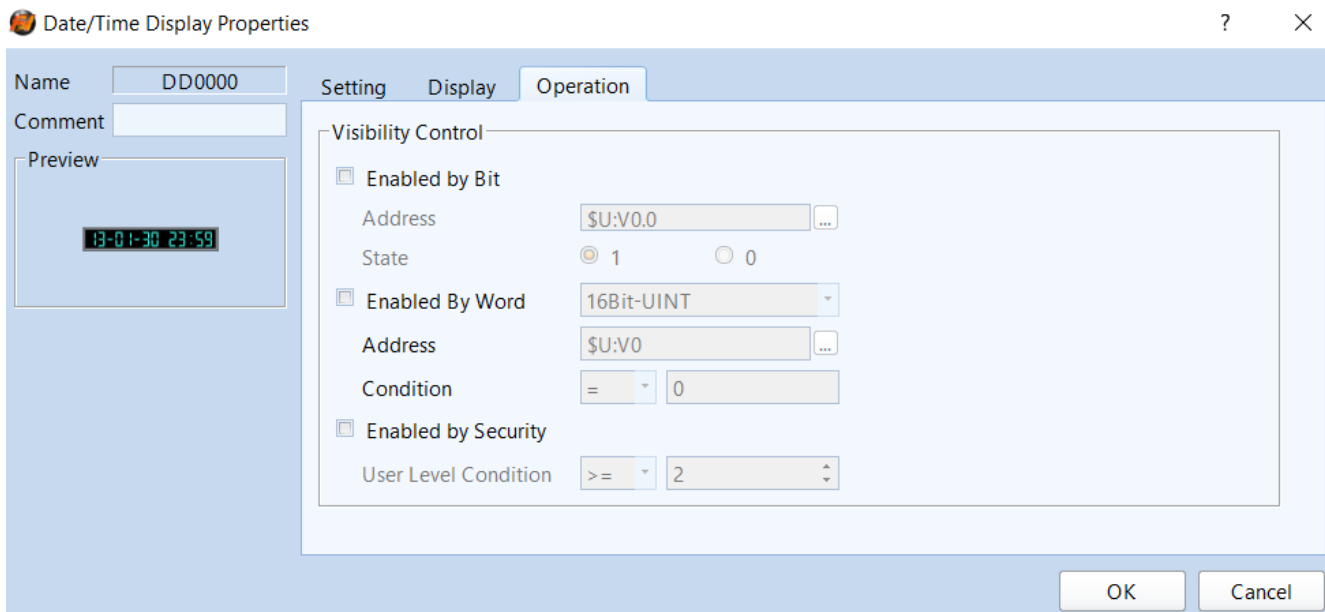 Date/Time Display Properties
?
Name DD0000
Comment
Preview
13-01-30 23:59
Setting Display Operation
Visibility Control
Enabled by Bit
Address $U:V0.0 ...
State 1 0
Enabled By Word 16Bit-UINT
Address $U:V0 ...
Condition = 0
Enabled by Security
User Level Condition >= 2
OK Cancel